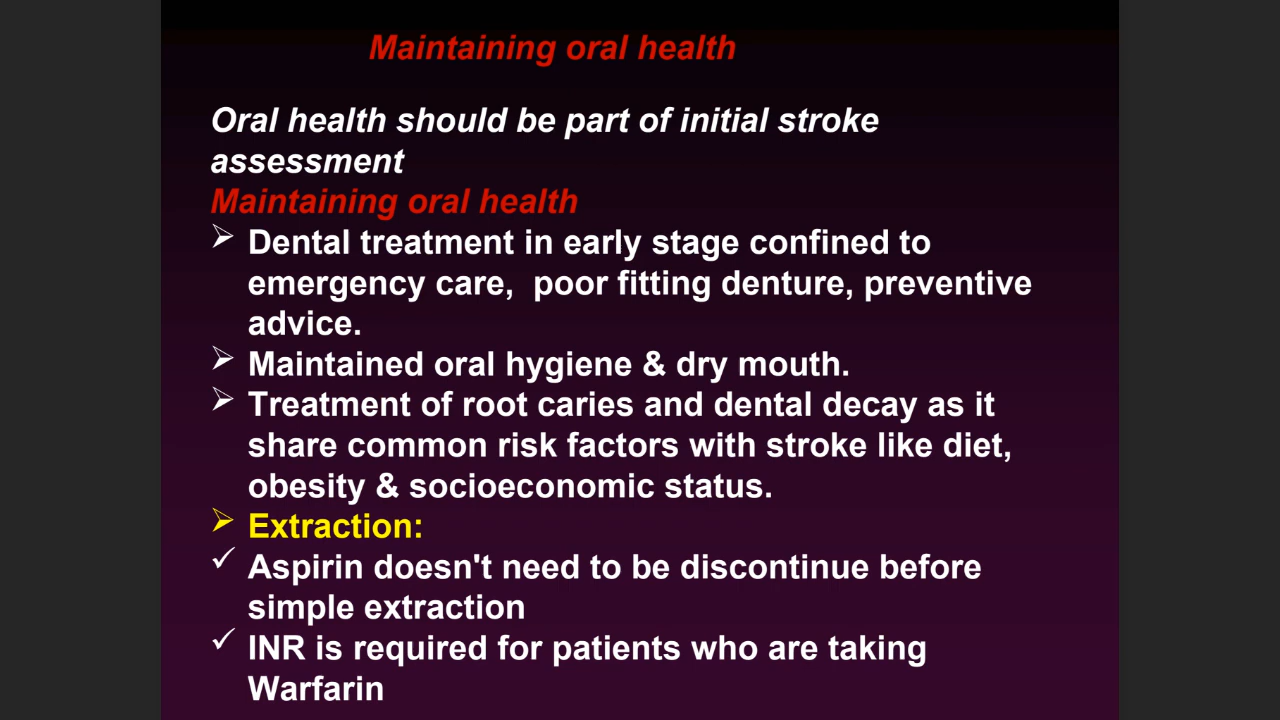 Maintaining oral health
Oral health should be part of initial stroke
assessment
Maintaining oral health
➢ Dental treatment in early stage confined to
emergency care,  poor fitting denture, preventive
advice.
➢ Maintained oral hygiene & dry mouth.
➢ Treatment of root caries and dental decay as it
share common risk factors with stroke like diet,
obesity & socioeconomic status.
➢ Extraction:
✓ Aspirin doesn't need to be discontinue before
simple extraction
✓ INR is required for patients who are taking
Warfarin